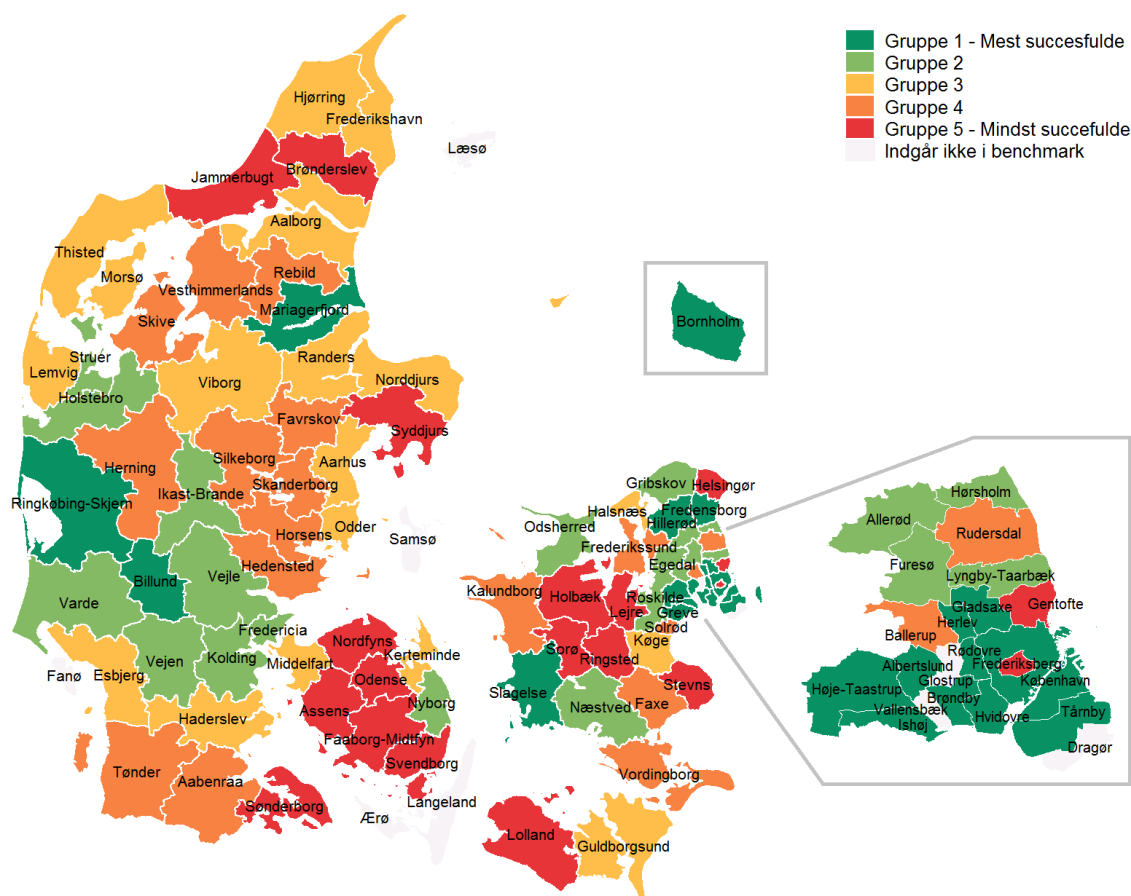 Gruppe 1 - Mest succesfulde
Gruppe 2
Gruppe 3
Gruppe 4
Gruppe 5 - Mindst succefulde
Indgår ikke i benchmark
Hjørring
Frederikshavn
Læsø
Brønderslev
Jammerbugt
Aalborg
Thisted
Morsø
Rebild
Vesthimmerlands
Mariagerfjord
Skive
Bornholm
Struer
Lemvig
Randers
Viborg
Norddjurs
Holstebro
Favrskov
Syddjurs
Silkeborg
Aarhus
Herning
Skanderborg
Ikast-Brande
Ringkøbing-Skjern
Odder
Horsens
Samsø
Hedensted
Billund
Vejle
Varde
Fredericia
Vejen
Kolding
Esbjerg
Fanø
Middelfart
Nordfyns
Kerteminde
Odense
Nyborg
Assens
Haderslev
Faaborg-Midtfyn
Svendborg
Tønder
Aabenraa
Sønderborg
Langeland
Ærø
Gribskov
Helsingør
Halsnæs
Fredensborg
Hillerød
Odsherred
Frederikssund
Egedal
Kalundborg
Holbæk
Roskilde
Lejre
Greve
Solrød
Køge
Sorø
Ringsted
Stevns
Slagelse
Næstved
Faxe
Vordingborg
Lolland
Guldborgsund
Hørsholm
Allerød
Rudersdal
Furesø
Lyngby-Taarbæk
Gentofte
Gladsaxe
Herlev
Ballerup
Rødovre
Albertslund
Frederiksberg
Glostrup
København
Høje-Taastrup
Brøndby
Vallensbæk
Hvidovre
Tårnby
Ishøj
Dragør